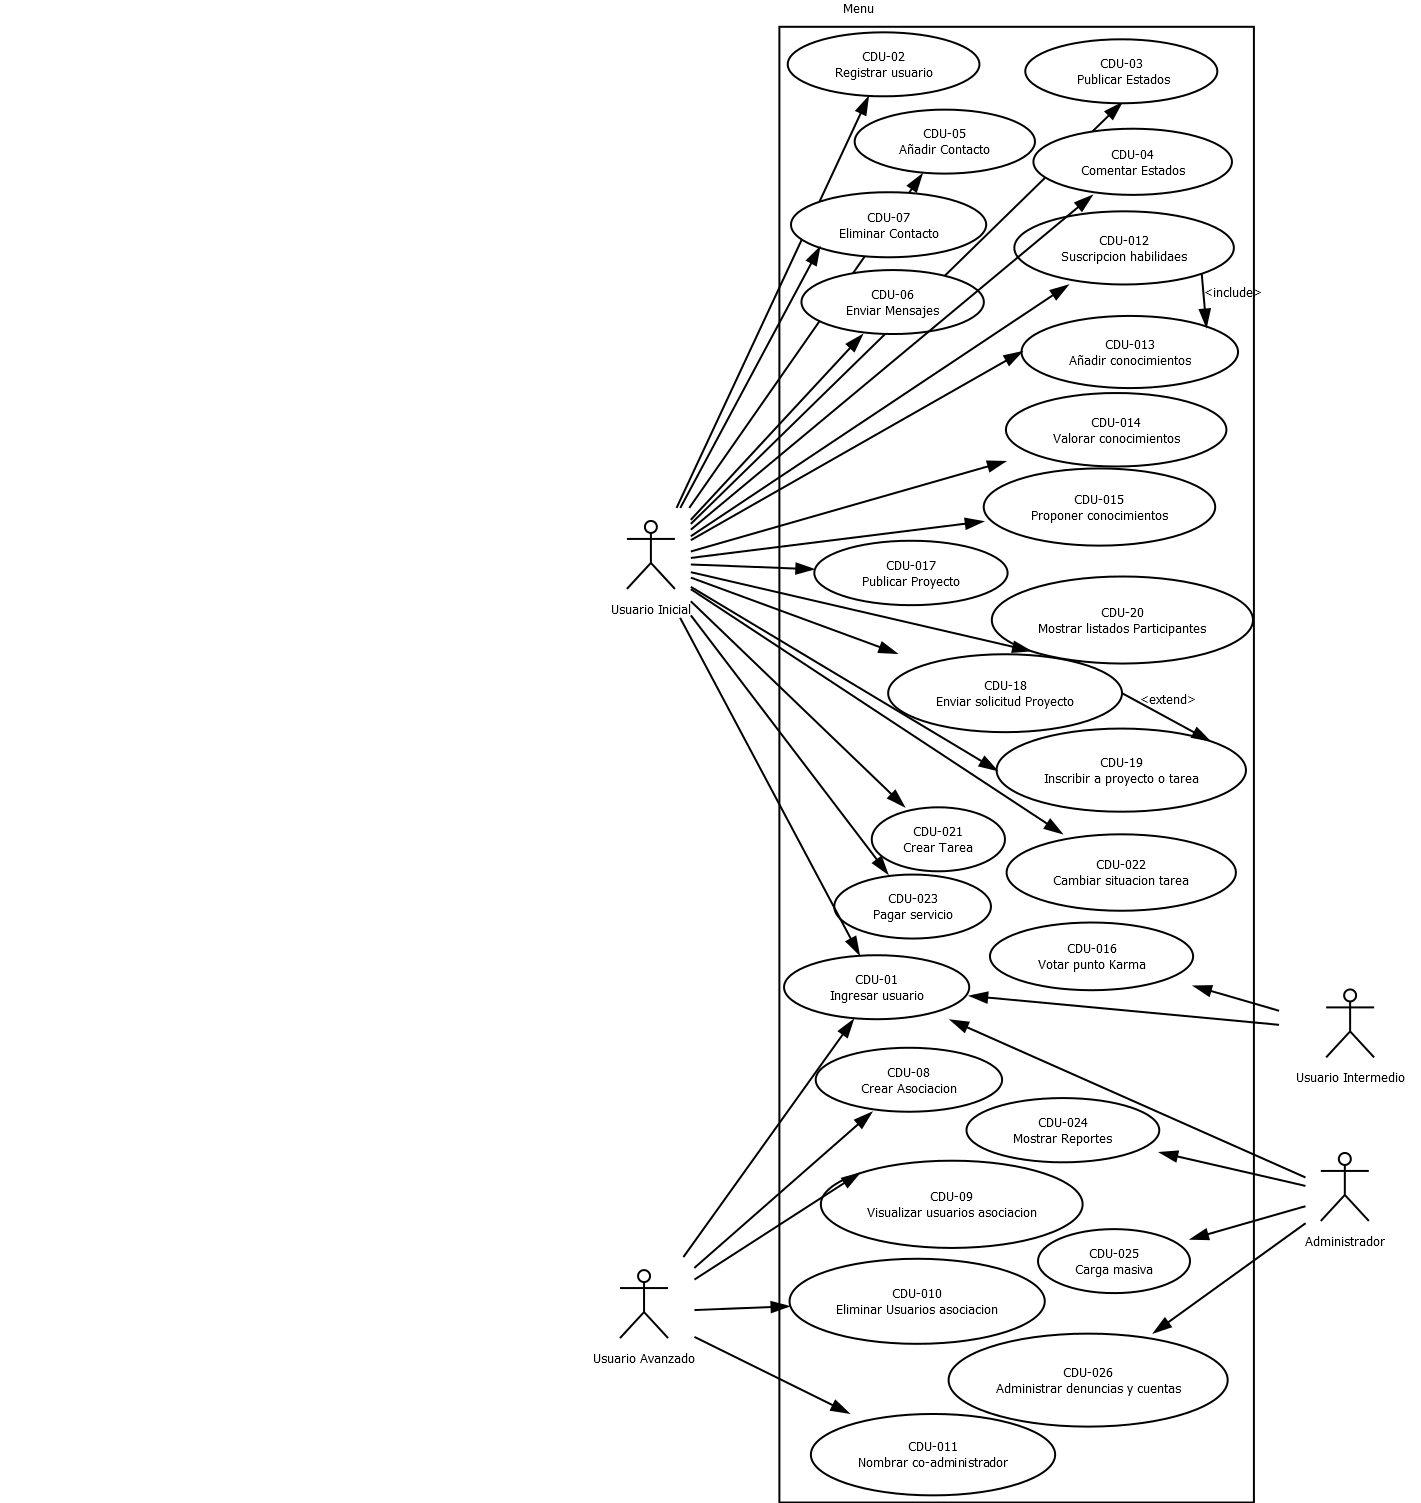 Menu
CDU-02
Registrar usuario
CDU-03
Publicar Estados
CDU-05
Añadir Contacto
CDU-04
Comentar Estados
CDU-07
Eliminar Contacto
CDU-012
Suscripcion habilidaes
<include>
CDU-06
Enviar Mensajes
CDU-013
Añadir conocimientos
CDU-014
Valorar conocimientos
CDU-015
Proponer conocimientos
CDU-017
Publicar Proyecto
Usuario Inicial
CDU-20
Mostrar listados Participantes
CDU-18
Enviar solicitud Proyecto
<extend>
CDU-19
Inscribir a proyecto o tarea
CDU-021
Crear Tarea
CDU-022
Cambiar situacion tarea
CDU-023
Pagar servicio
CDU-016
Votar punto Karma
CDU-01
Ingresar usuario
Usuario Intermedio
CDU-08
Crear Asociacion
CDU-024
Mostrar Reportes
CDU-09
Visualizar usuarios asociacion
Administrador
CDU-025
Carga masiva
CDU-010
Eliminar Usuarios asociacion
Usuario Avanzado
CDU-026
Administrar denuncias y cuentas
CDU-011
Nombrar co-administrador